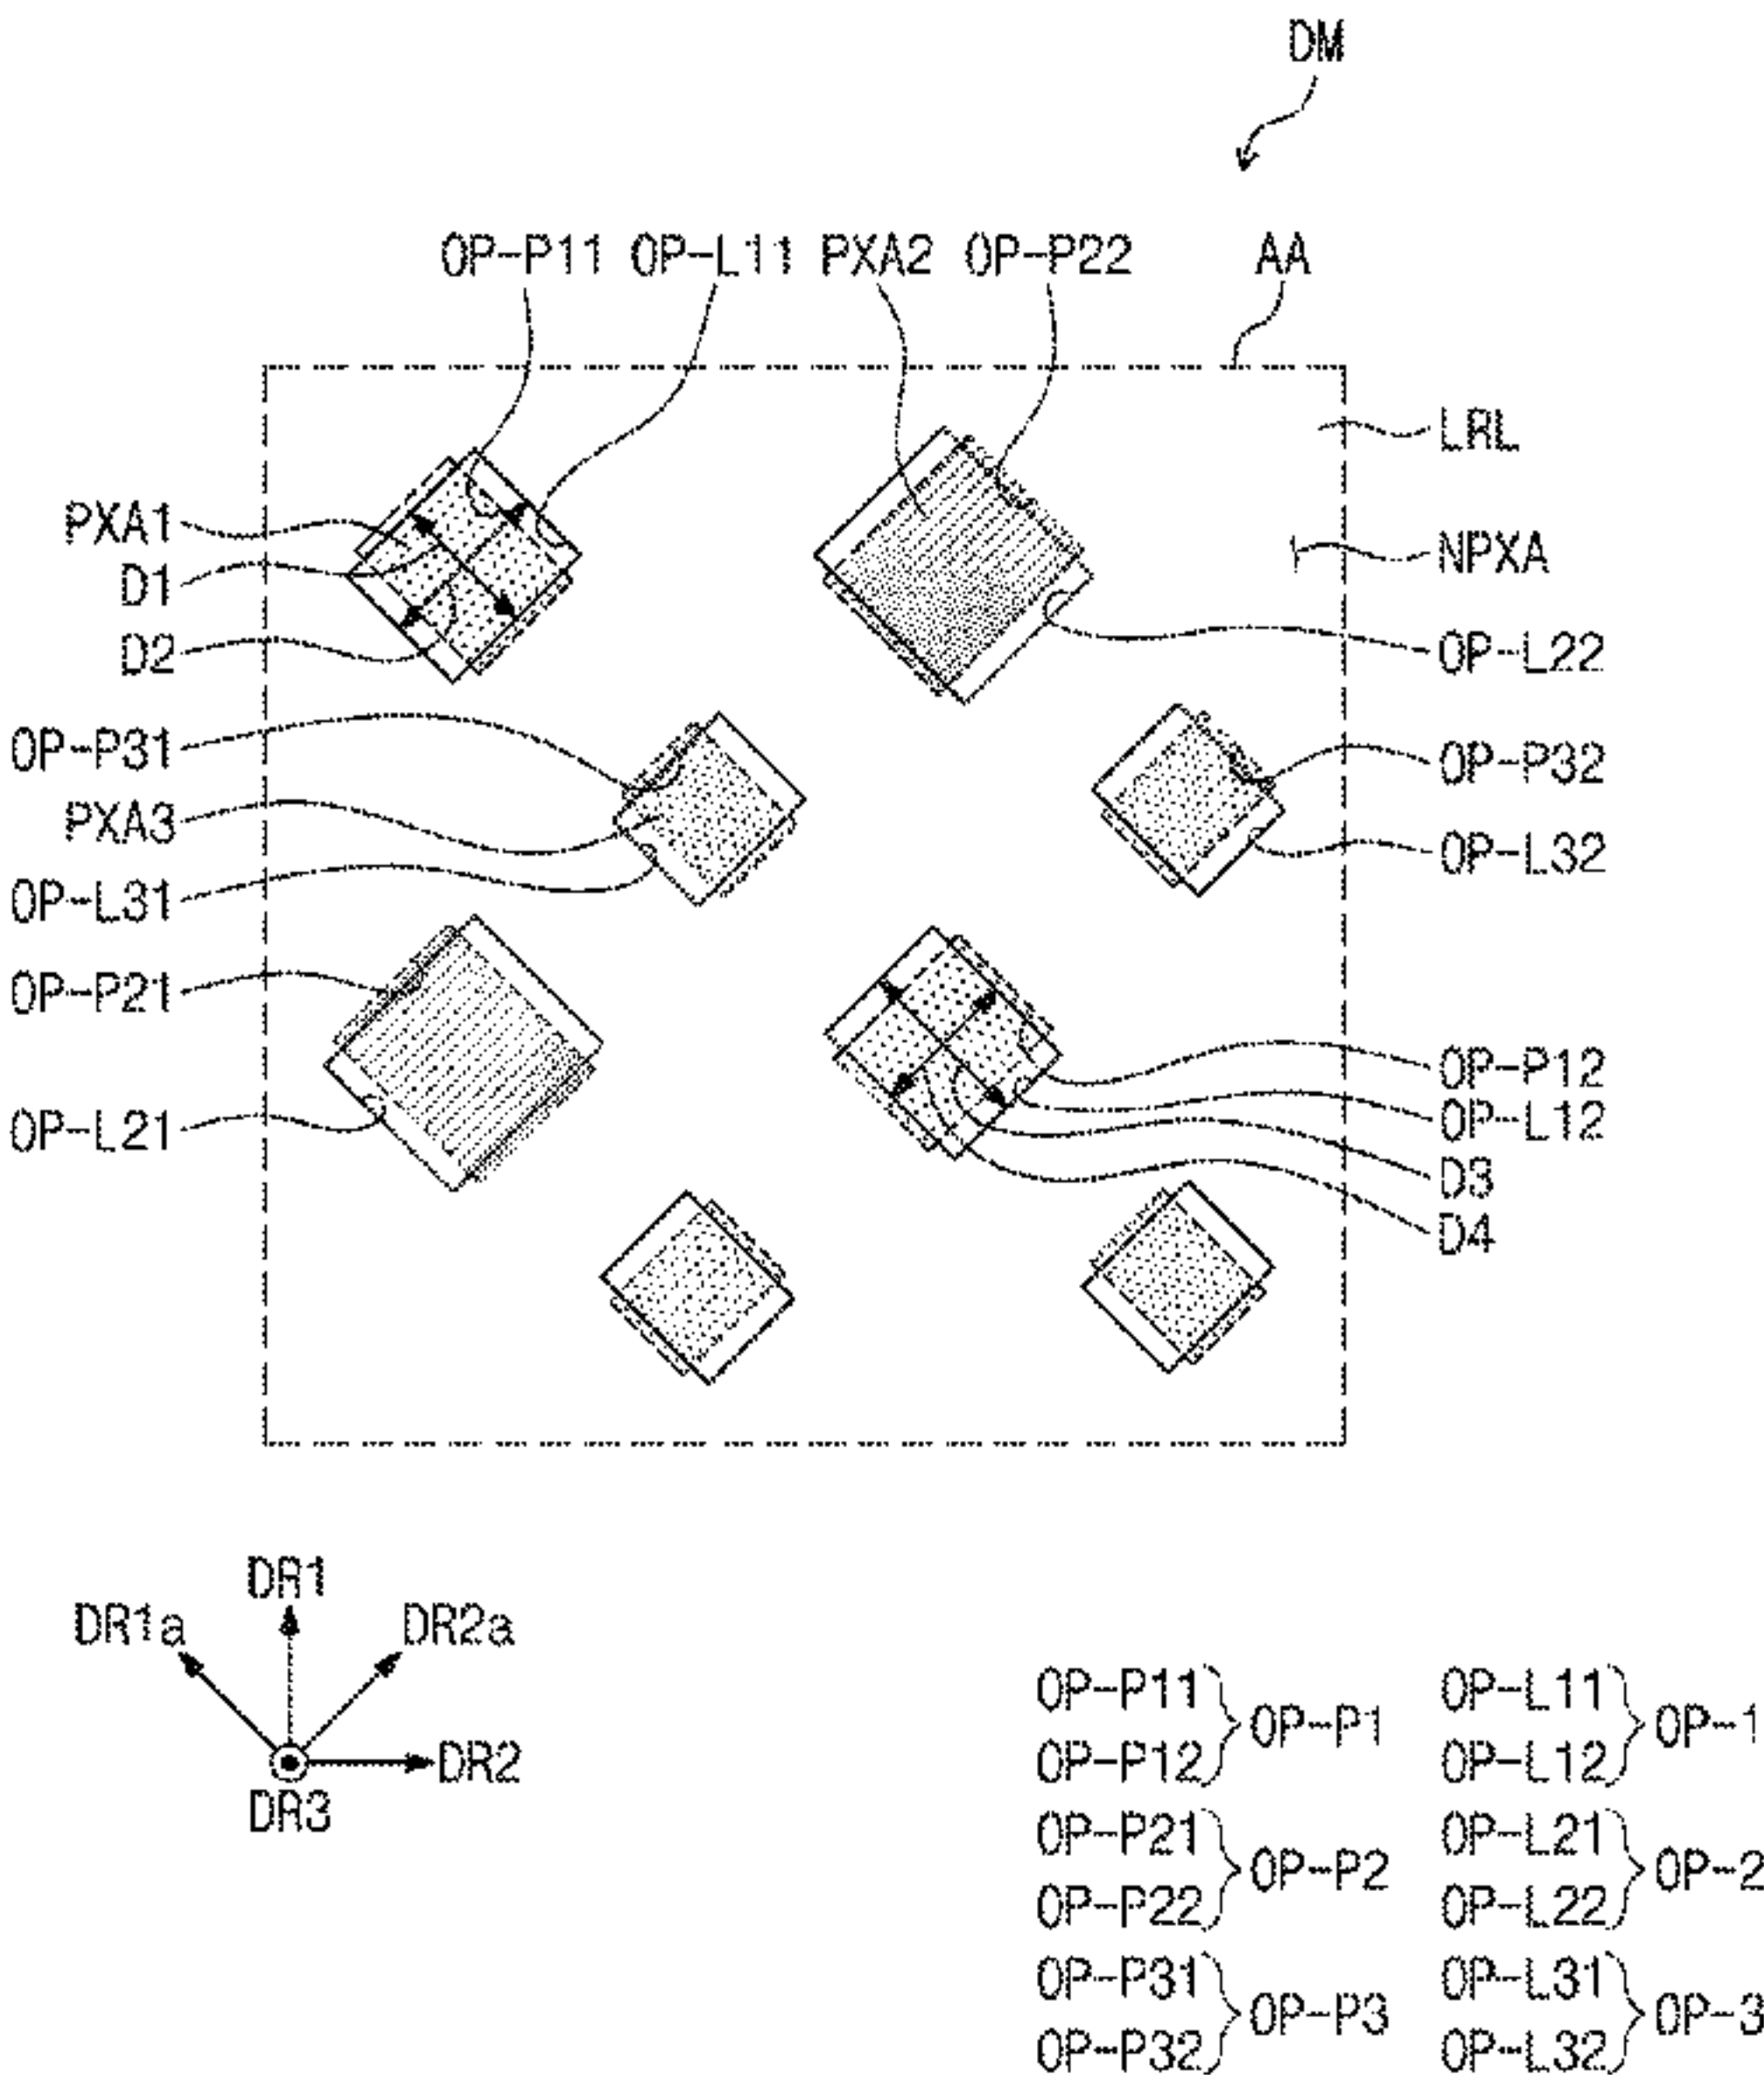 DM
OP-P11 OP-L11 PXA2 OP-P22 AA
LRL
PXA1
NPXA
D1
D2
OP-L22
OP-P31
OP-P32
PXA3
OP-L32
OP-L31
OP-P21
OP-P12
OP-L21
OP-L12
D3
D4
DR1
DR1a
DR2a
DR2
DR3
OP-P11
OP-P12
OP-P1
OP-L11
OP-L12
OP-1
OP-P21
OP-P22
OP-P2
OP-L21
OP-L22
OP-2
OP-P31
OP-P32
OP-P3
OP-L31
OP-L32
OP-3